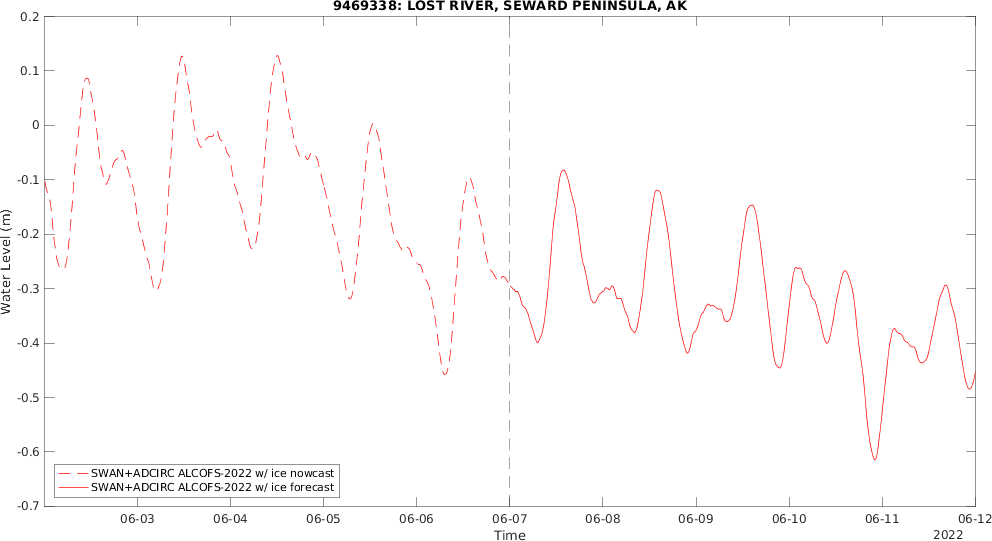 9469338: LOST RIVER, SEWARD PENINSULA, AK
0.2
0.1
0
-0.1
-0.2
-0.3
-0.4
-0.5
-0.6
-0.7
Water Level (m)
SWAN+ADCIRC ALCOFS-2022 w/ ice nowcast
SWAN+ADCIRC ALCOFS-2022 w/ ice forecast
06-03 06-04 06-05 06-06 06-07 06-08 06-09 06-10 06-11 06-12
Time
2022